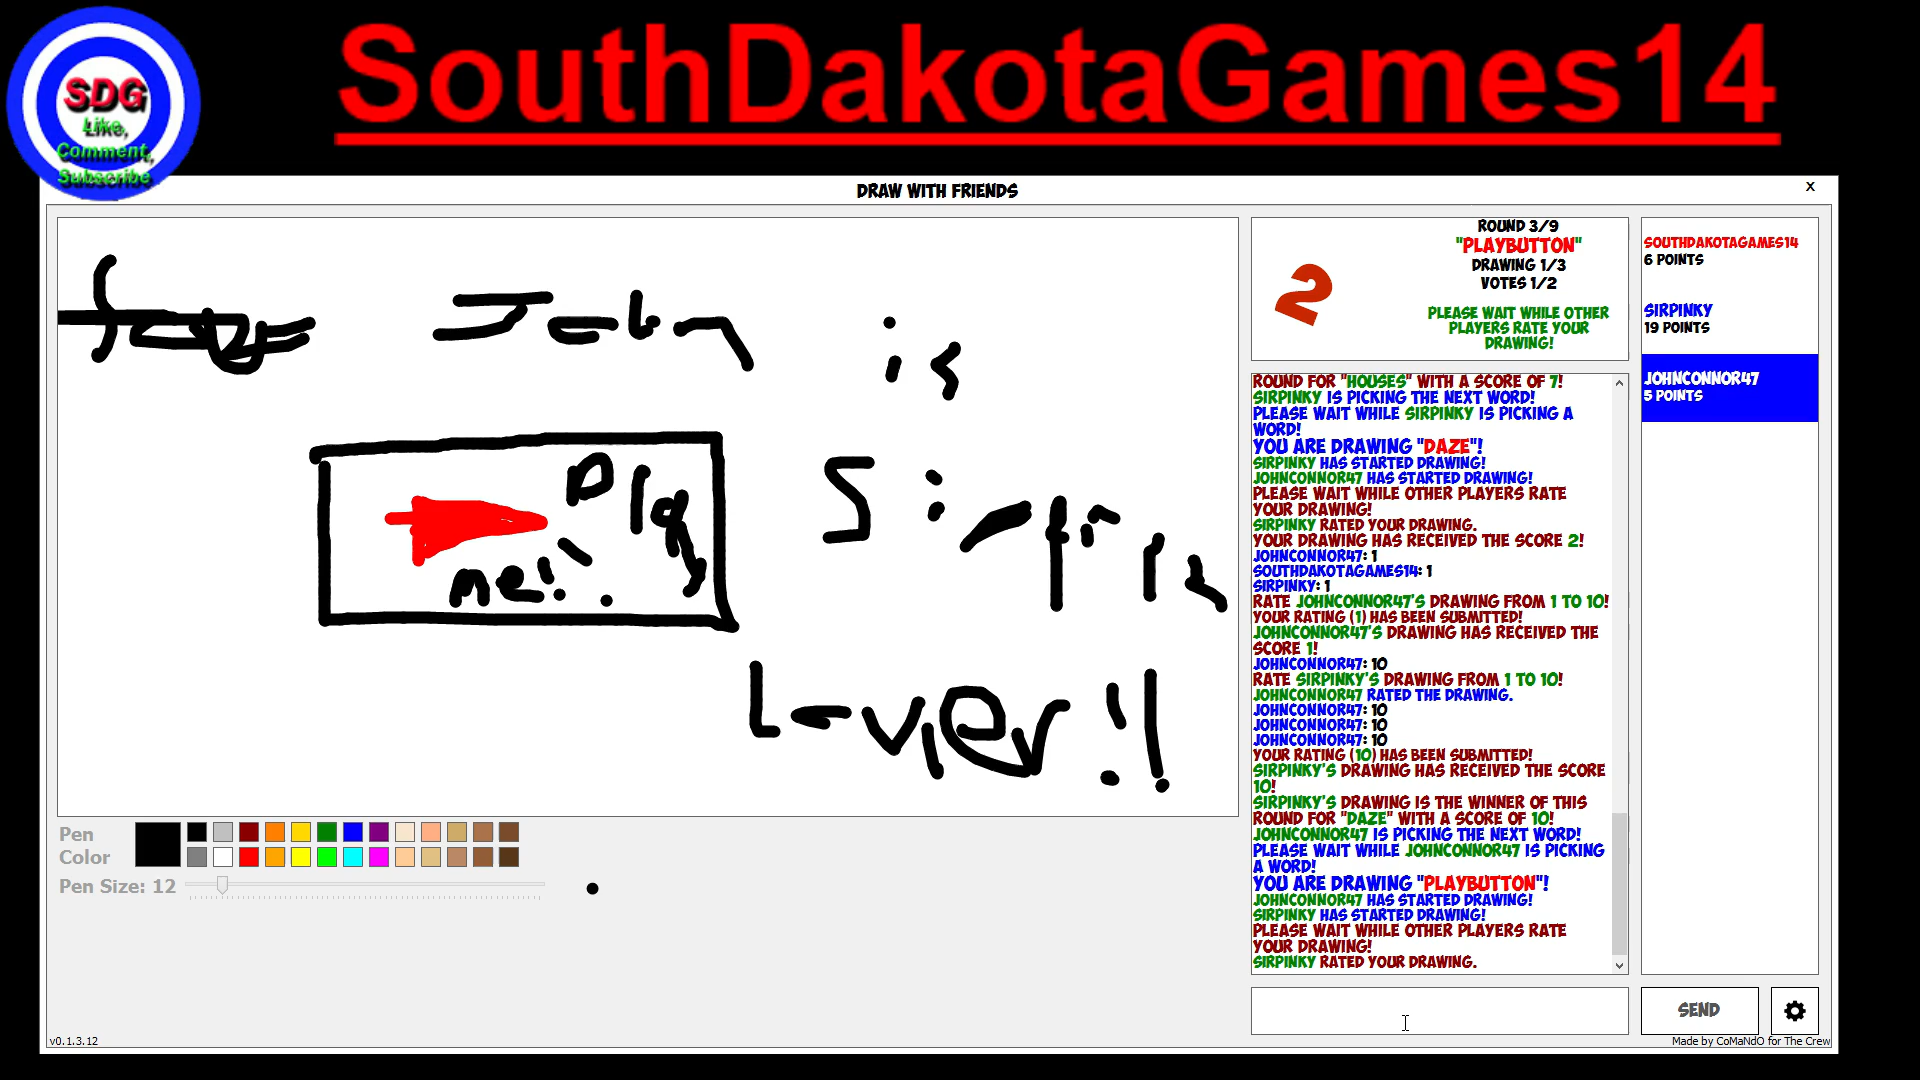 SouthDakotaGames14
SDG
Like,
Comment,
Subscribe
DRAW WITH FRIENDS
X
is
Play
me!
ROUND 3/9
"PLAYBUTTON"
DRAWING 1/3
VOTES 1/2
2
PLEASE WAIT WHILE OTHER
PLAYERS RATE YOUR
DRAWING!
SOUTHDAKOTAGAMES14
6 POINTS
SIRPINKY
19 POINTS
JOHNCONNOR47
5 POINTS
ROUND FOR "HOUSES" WITH A SCORE OF 7!
SIRPINKY IS PICKING THE NEXT WORD!
PLEASE WAIT WHILE SIRPINKY IS PICKING A
WORD!
YOU ARE DRAWING "DAZE"!
SIRPINKY HAS STARTED DRAWING!
JOHNCONNOR47 HAS STARTED DRAWING!
PLEASE WAIT WHILE OTHER PLAYERS RATE
YOUR DRAWING!
SIRPINKY RATED YOUR DRAWING.
YOUR DRAWING HAS RECEIVED THE SCORE 2!
JOHNCONNOR47: 1
SOUTHDAKOTAGAMES14: 1
SIRPINKY: 1
RATE JOHNCONNOR47'S DRAWING FROM 1 TO 10!
YOUR RATING (1) HAS BEEN SUBMITTED!
JOHNCONNOR47'S DRAWING HAS RECEIVED THE
SCORE 1!
JOHNCONNOR47: 10
RATE SIRPINKY'S DRAWING FROM 1 TO 10!
JOHNCONNOR47 RATED THE DRAWING.
JOHNCONNOR47: 10
JOHNCONNOR47: 10
JOHNCONNOR47: 10
YOUR RATING (10) HAS BEEN SUBMITTED!
SIRPINKY'S DRAWING HAS RECEIVED THE SCORE
10!
SIRPINKY'S DRAWING IS THE WINNER OF THIS
ROUND FOR "DAZE" WITH A SCORE OF 10!
JOHNCONNOR47 IS PICKING THE NEXT WORD!
PLEASE WAIT WHILE JOHNCONNOR47 IS PICKING
A WORD!
YOU ARE DRAWING "PLAYBUTTON"!
JOHNCONNOR47 HAS STARTED DRAWING!
SIRPINKY HAS STARTED DRAWING!
PLEASE WAIT WHILE OTHER PLAYERS RATE
YOUR DRAWING!
SIRPINKY RATED YOUR DRAWING.
Pen
Color
Pen Size: 12
SEND
v0.1.3.12
Made by CoMaNdO for The Crew